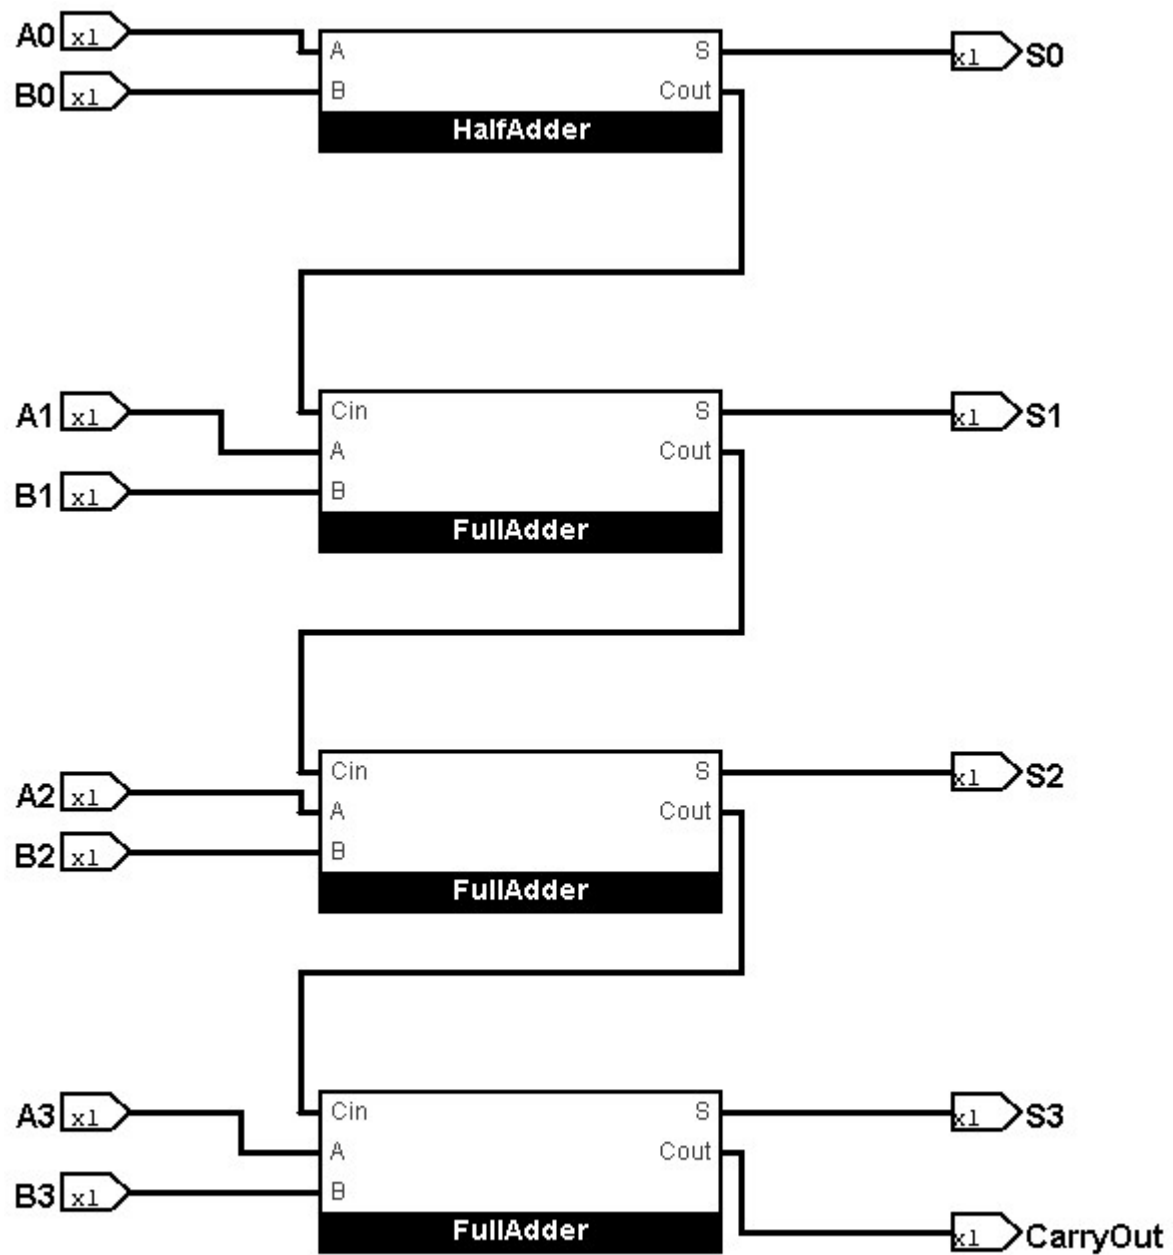 A0 x1 A S x1 S0
B0 x1 B Cout
HalfAdder
A1 x1 Cin S x1 S1
A Cout
B1 x1 B
FullAdder
Cin S x1 S2
A2 x1 A Cout
B2 x1 B
FullAdder
A3 x1 Cin S x1 S3
A Cout
B3 x1 B
FullAdder
x1 CarryOut